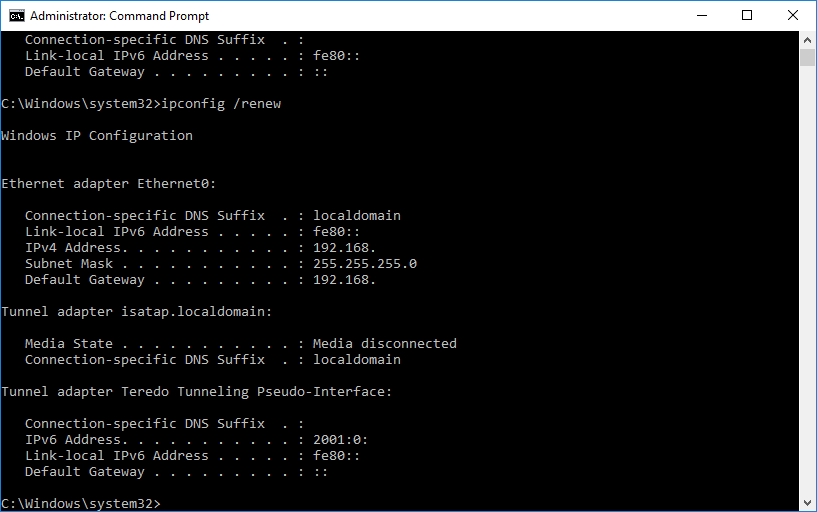 Administrator: Command Prompt
   Connection-specific DNS Suffix  . :
   Link-local IPv6 Address . . . . . : fe80::
   Default Gateway . . . . . . . . . : ::
C:\Windows\system32>ipconfig /renew
Windows IP Configuration
Ethernet adapter Ethernet0:
   Connection-specific DNS Suffix  . : localdomain
   Link-local IPv6 Address . . . . . : fe80::
   IPv4 Address. . . . . . . . . . . : 192.168.
   Subnet Mask . . . . . . . . . . . : 255.255.255.0
   Default Gateway . . . . . . . . . : 192.168.
Tunnel adapter isatap.localdomain:
   Media State . . . . . . . . . . . : Media disconnected
   Connection-specific DNS Suffix  . : localdomain
Tunnel adapter Teredo Tunneling Pseudo-Interface:
   Connection-specific DNS Suffix  . :
   IPv6 Address. . . . . . . . . . . : 2001:0:
   Link-local IPv6 Address . . . . . : fe80::
   Default Gateway . . . . . . . . . : ::
C:\Windows\system32>